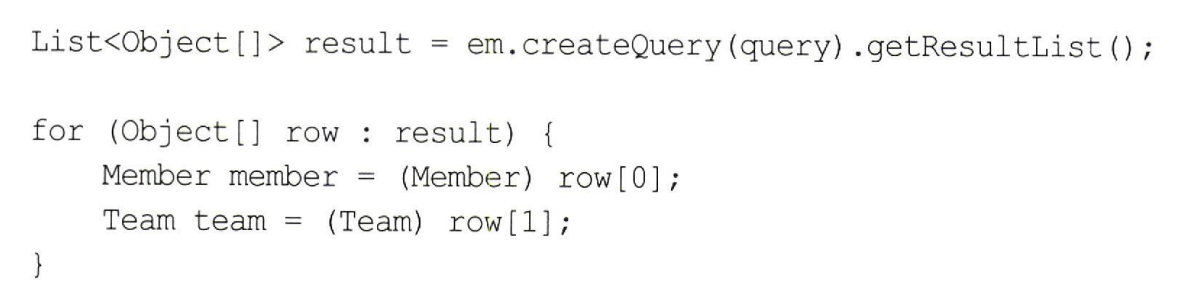 List<Object[]> result = em.createQuery(query).getResultList();
for (Object[] row : result) {
    Member member = (Member) row[0];
    Team team = (Team) row[1];
}